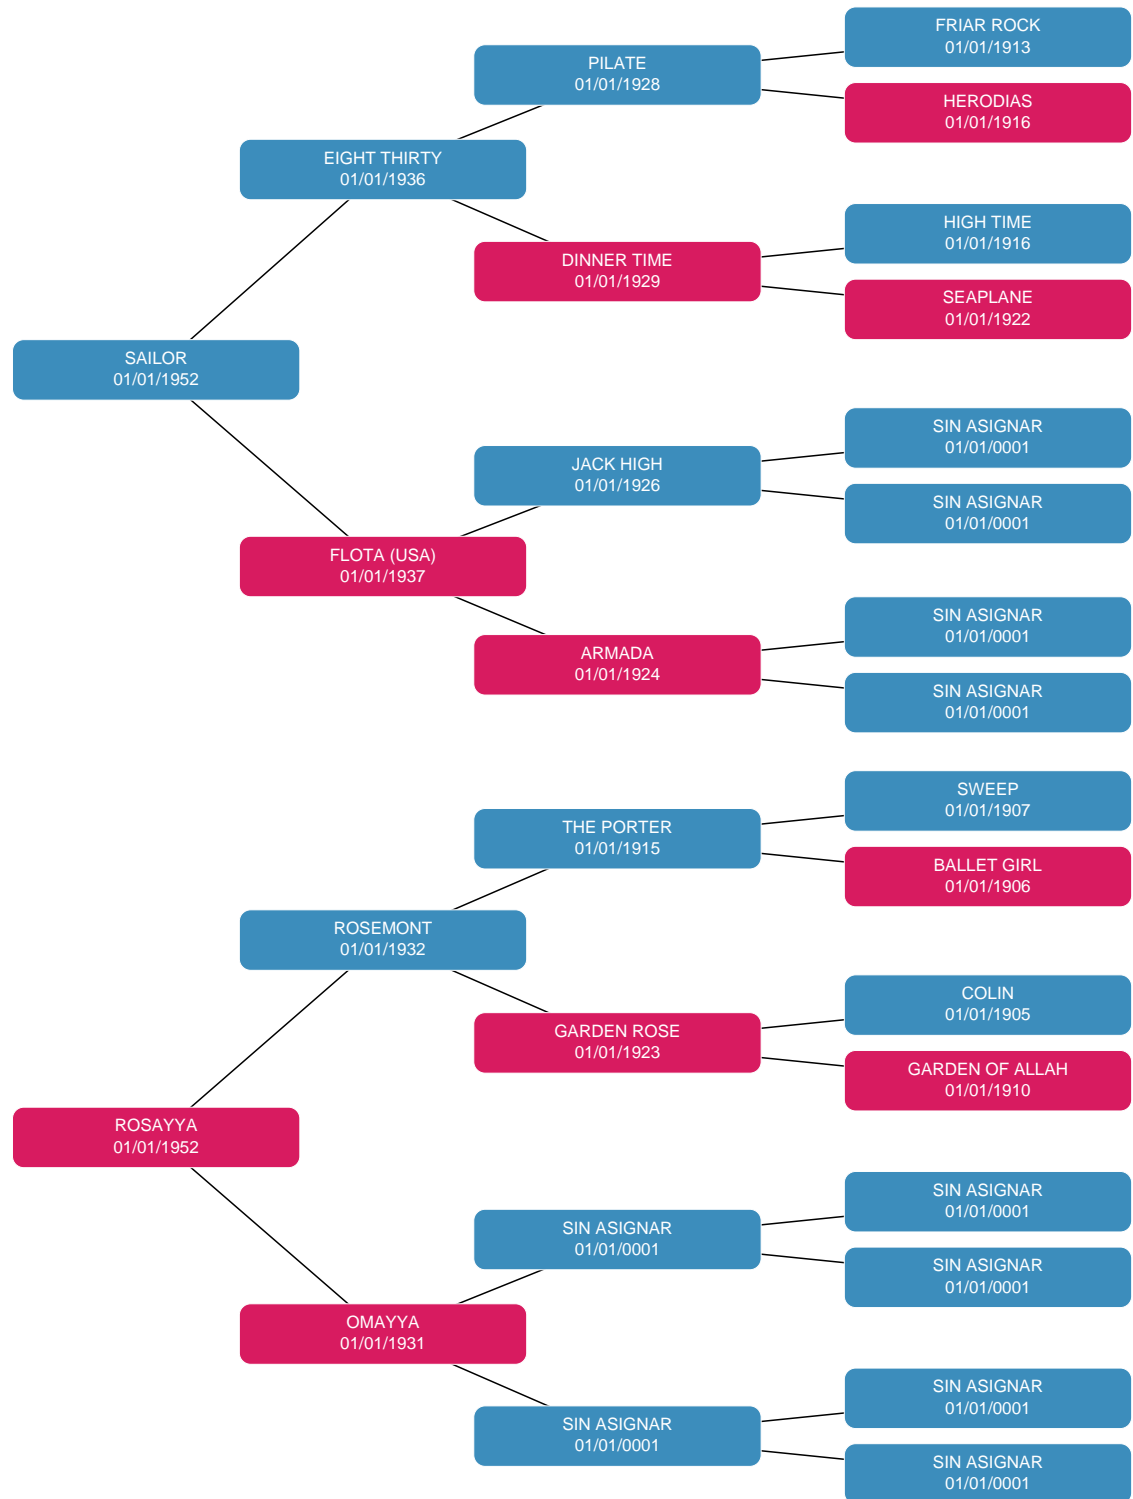 FRIAR ROCK
01/01/1913
PILATE
01/01/1928
HERODIAS
01/01/1916
EIGHT THIRTY
01/01/1936
HIGH TIME
01/01/1916
DINNER TIME
01/01/1929
SEAPLANE
01/01/1922
SAILOR
01/01/1952
SIN ASIGNAR
01/01/0001
JACK HIGH
01/01/1926
SIN ASIGNAR
01/01/0001
FLOTA (USA)
01/01/1937
SIN ASIGNAR
01/01/0001
ARMADA
01/01/1924
SIN ASIGNAR
01/01/0001
SWEEP
01/01/1907
THE PORTER
01/01/1915
BALLET GIRL
01/01/1906
ROSEMONT
01/01/1932
COLIN
01/01/1905
GARDEN ROSE
01/01/1923
GARDEN OF ALLAH
01/01/1910
ROSAYYA
01/01/1952
SIN ASIGNAR
01/01/0001
SIN ASIGNAR
01/01/0001
SIN ASIGNAR
01/01/0001
OMAYYA
01/01/1931
SIN ASIGNAR
01/01/0001
SIN ASIGNAR
01/01/0001
SIN ASIGNAR
01/01/0001